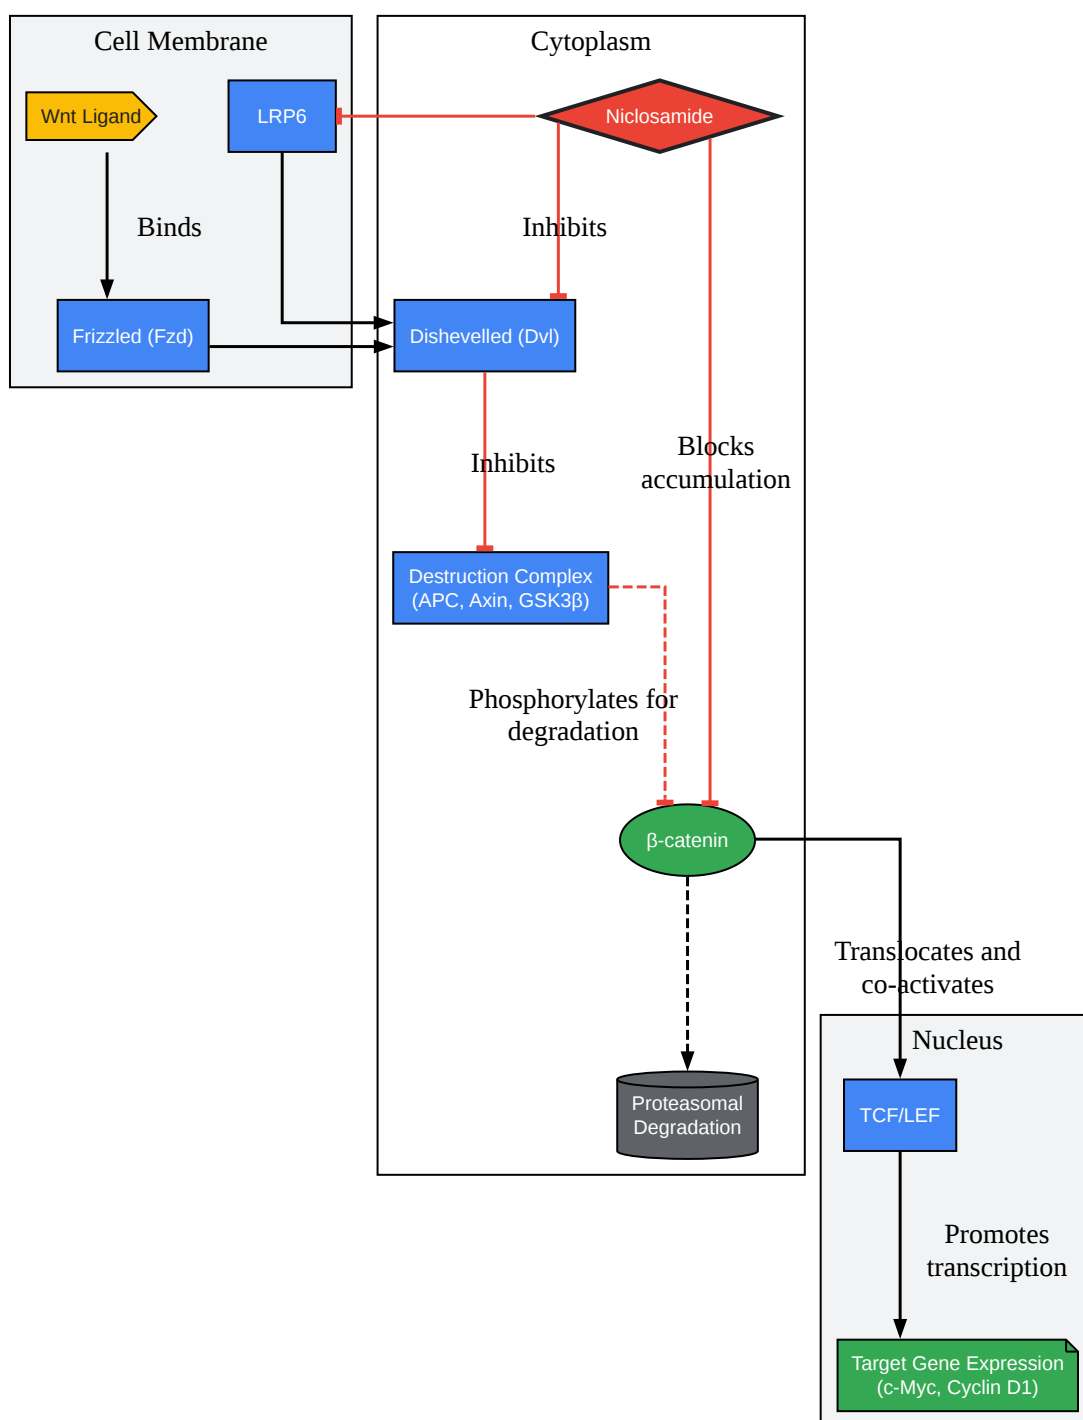 Cell Membrane
Cytoplasm
Wnt Ligand
LRP6
Niclosamide
Binds
Inhibits
Frizzled (Fzd)
Dishevelled (Dvl)
Inhibits
Blocks
accumulation
Destruction Complex
(APC, Axin, GSK3β)
Phosphorylates for
degradation
β-catenin
Translocates and
co-activates
Nucleus
Proteasomal
Degradation
TCF/LEF
Promotes
transcription
Target Gene Expression
(c-Myc, Cyclin D1)